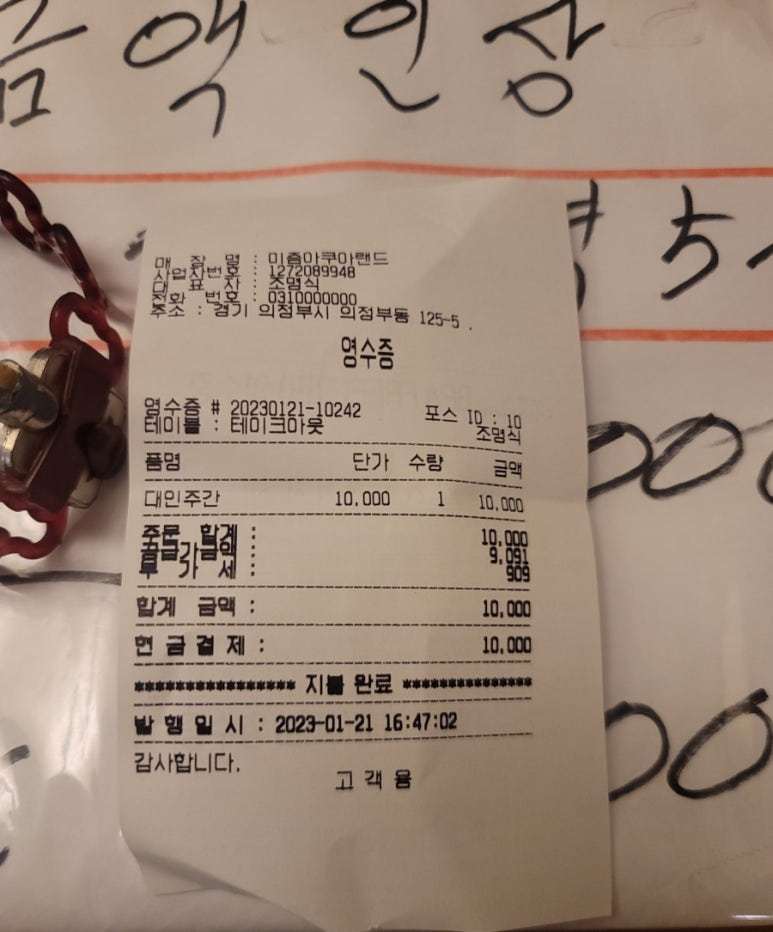 금액 인상
매 장 명 : 미즘아쿠아랜드
사업자번호 : 1272089948
대 표 자 : 조명식
전화 번호 : 0310000000
주소 : 경기 의정부시 의정부동 125-5 .
영수증
영수증 # 20230121-10242 포스 ID : 10
테이블 : 테이크아웃 조명식
품명 단가 수량 금액
대인주간 10,000 1 10,000
주문 합계 : 10,000
공급가금액 : 9,091
부 가 세 : 909
합계 금액 : 10,000
현 금 결 제 : 10,000
**************** 지불 완료 **************
발 행 일 시 : 2023-01-21 16:47:02
감사합니다.
고 객 용